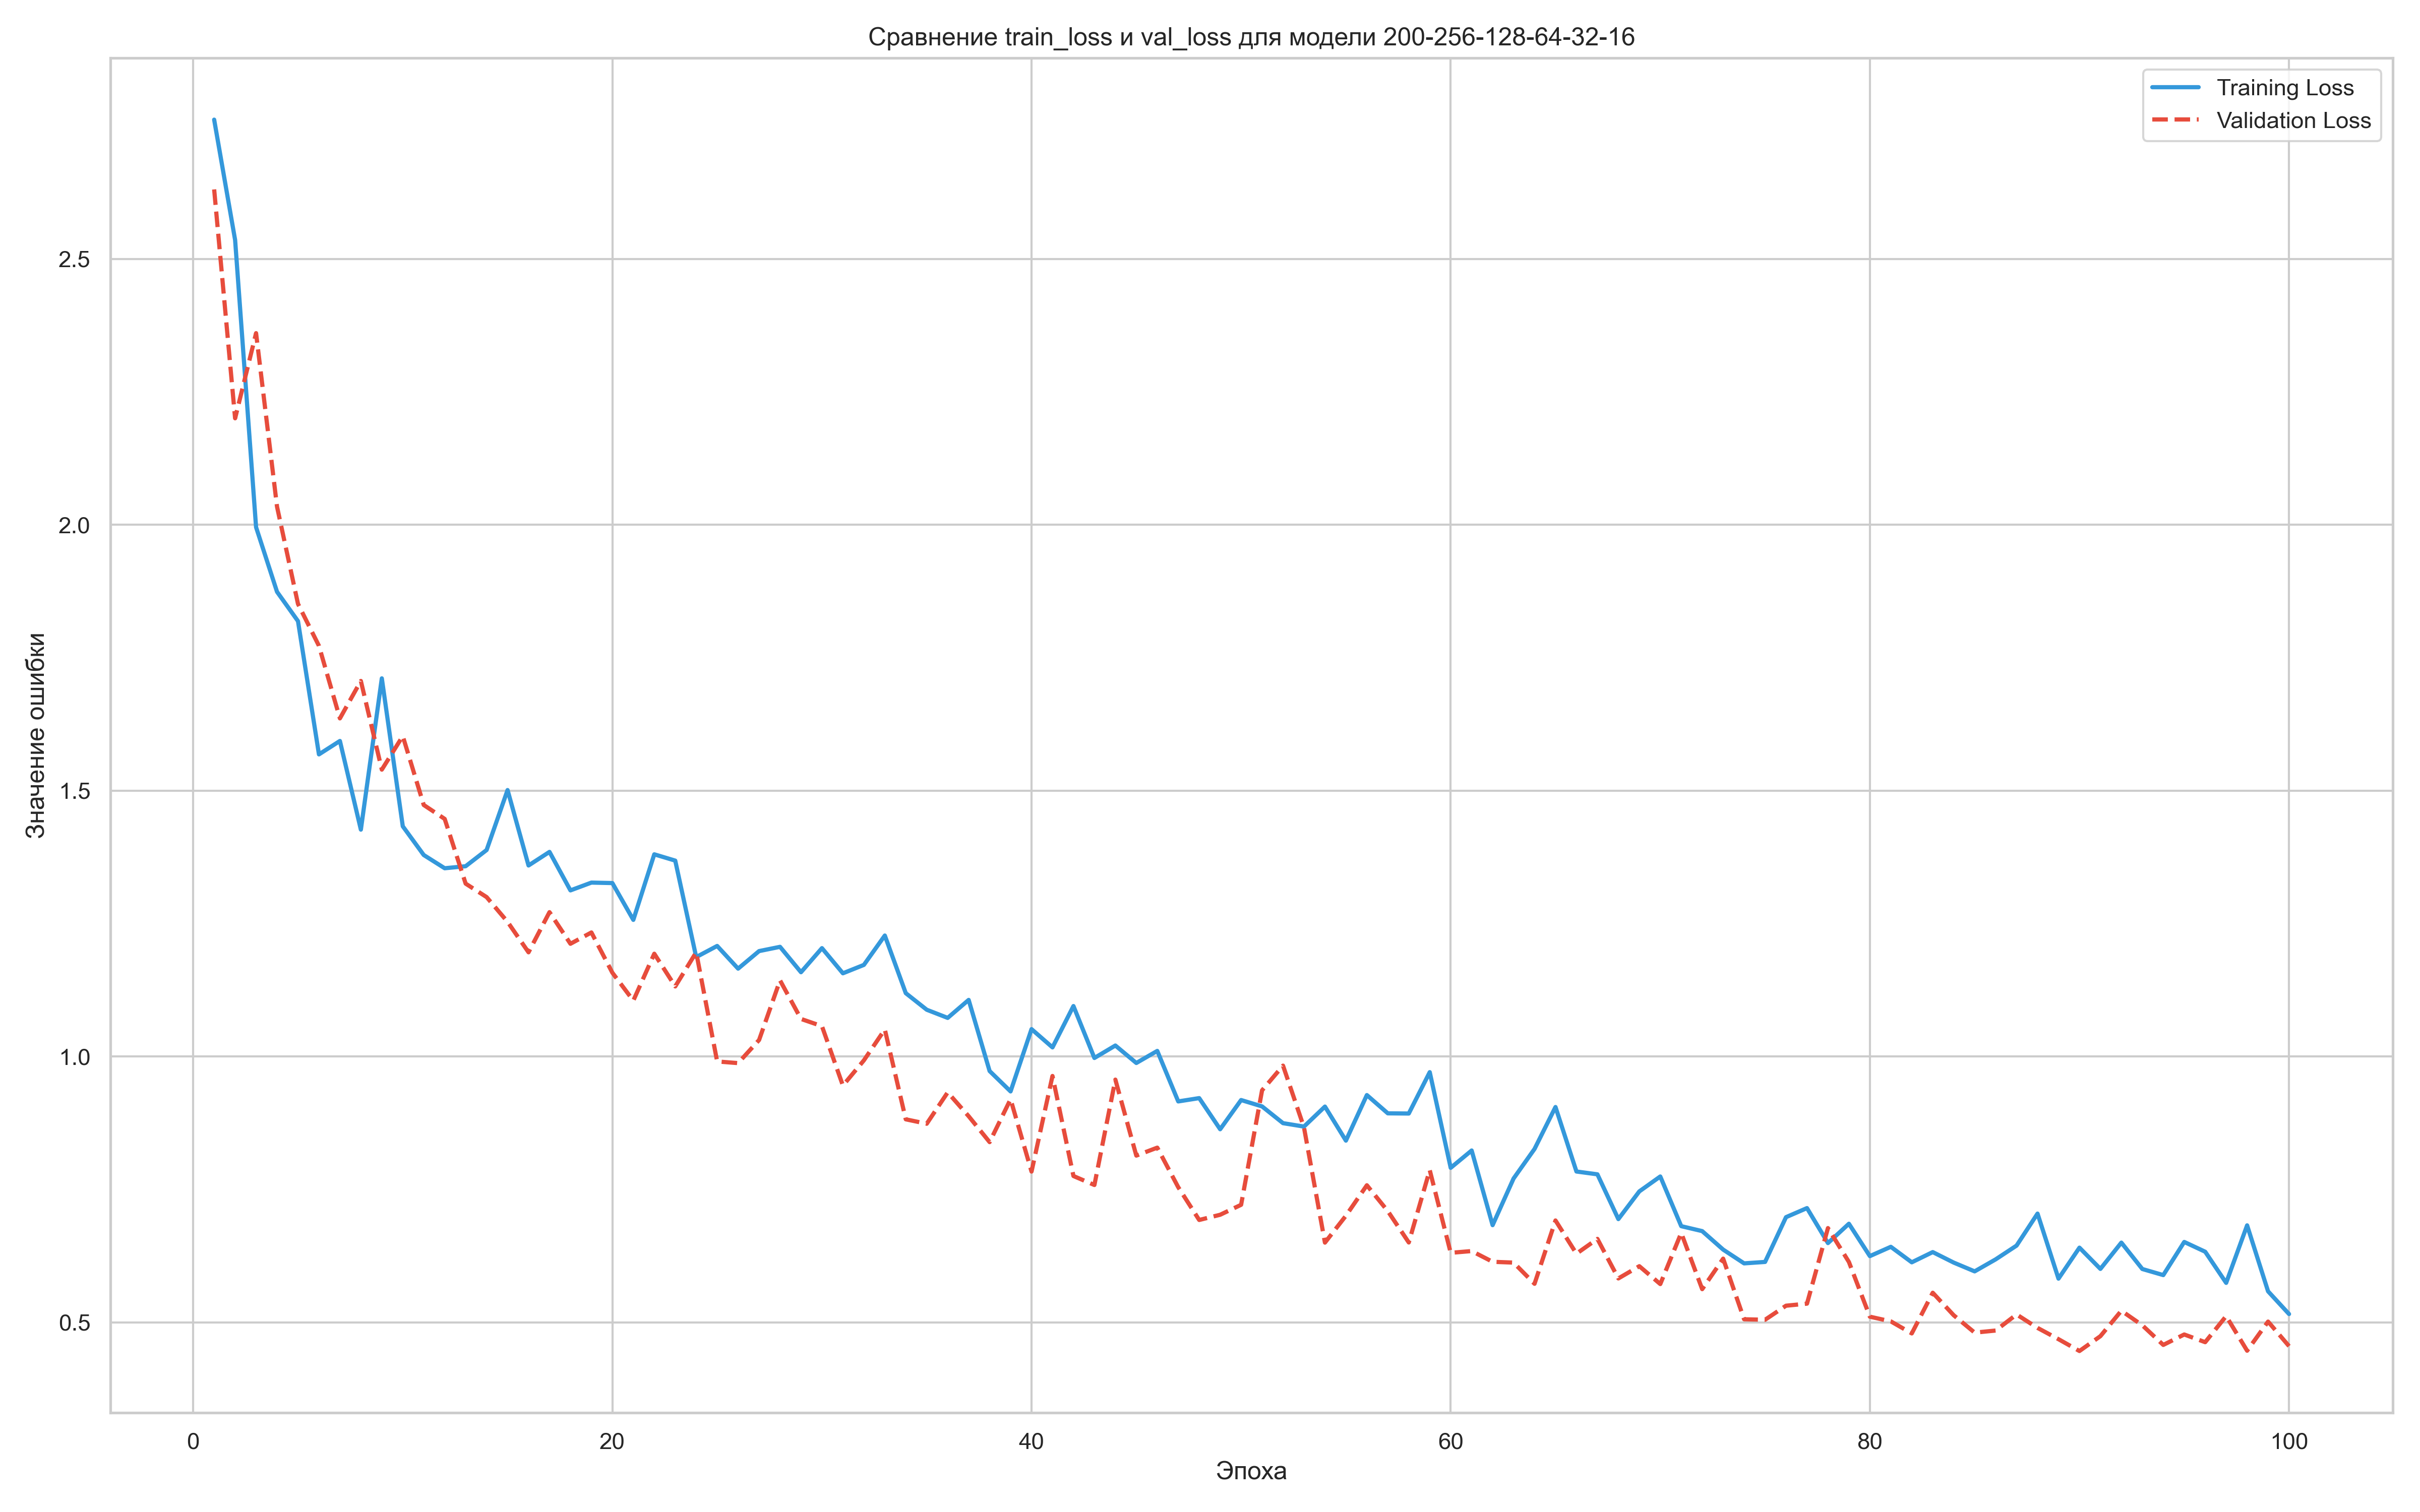 Сравнение train_loss и val_loss для модели 200-256-128-64-32-16
Training Loss
Validation Loss
Значение ошибки
2.5
2.0
1.5
1.0
0.5
0 20 40 60 80 100
Эпоха